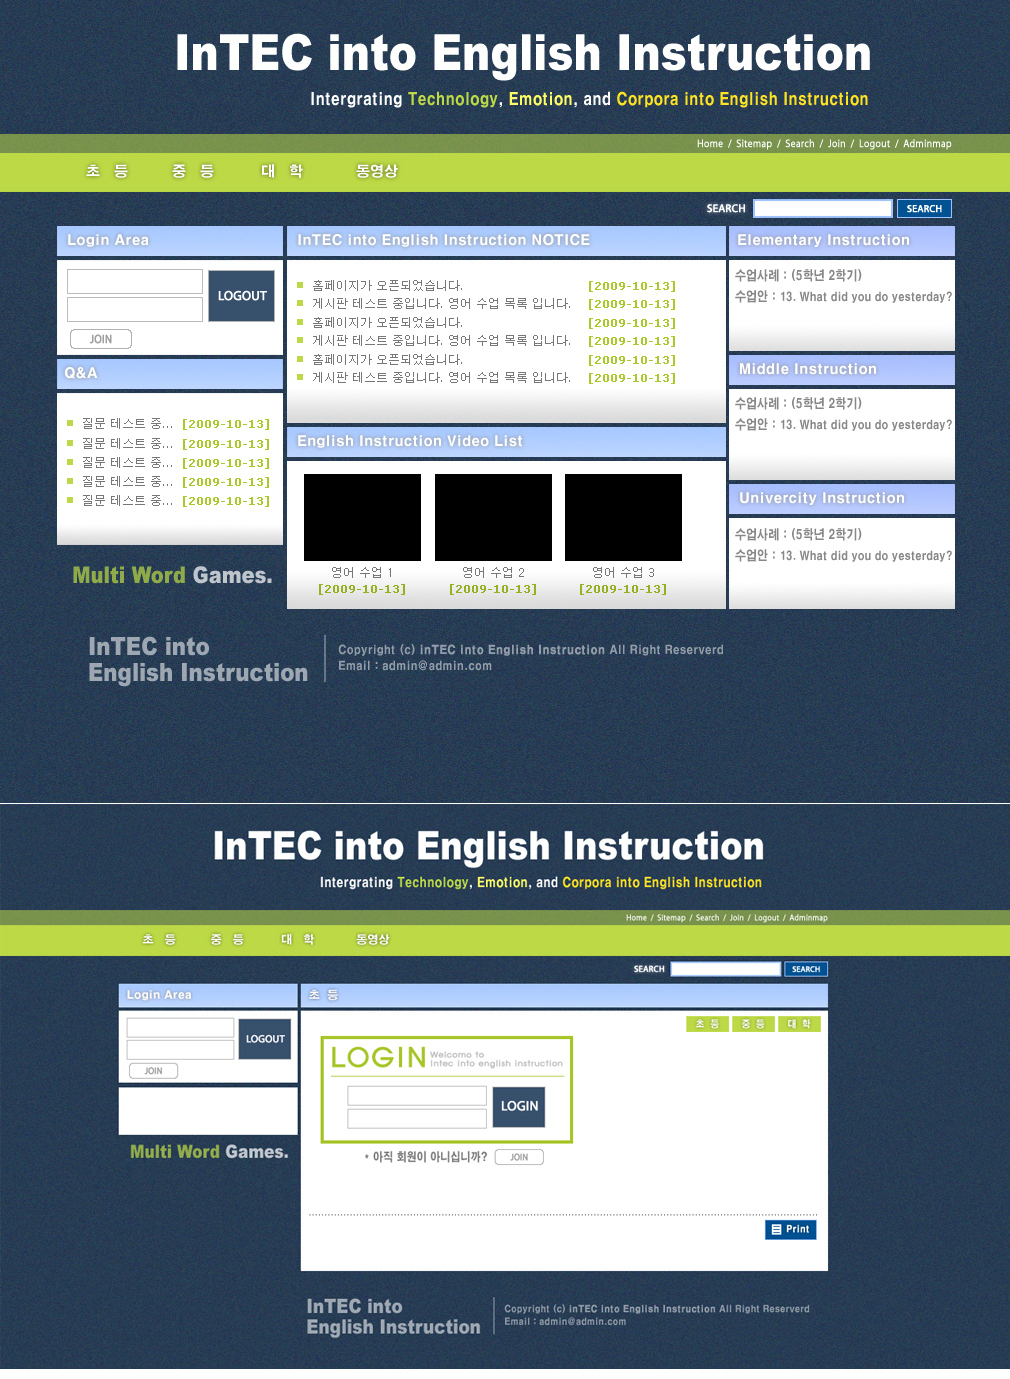 InTEC into English Instruction
Intergrating Technology, Emotion, and Corpora into English Instruction
Home / Sitemap / Search / Join / Logout / Adminmap
초 등 중 등 대 학 동영상
SEARCH SEARCH
Login Area
LOGOUT
JOIN
Q&A
질문 테스트 중... [2009-10-13]
질문 테스트 중... [2009-10-13]
질문 테스트 중... [2009-10-13]
질문 테스트 중... [2009-10-13]
질문 테스트 중... [2009-10-13]
Multi Word Games.
InTEC into English Instruction NOTICE
홈페이지가 오픈되었습니다. [2009-10-13]
게시판 테스트 중입니다. 영어 수업 목록 입니다. [2009-10-13]
홈페이지가 오픈되었습니다. [2009-10-13]
게시판 테스트 중입니다. 영어 수업 목록 입니다. [2009-10-13]
홈페이지가 오픈되었습니다. [2009-10-13]
게시판 테스트 중입니다. 영어 수업 목록 입니다. [2009-10-13]
English Instruction Video List
영어 수업 1 영어 수업 2 영어 수업 3
[2009-10-13] [2009-10-13] [2009-10-13]
Elementary Instruction
수업사례 : (5학년 2학기)
수업안 : 13. What did you do yesterday?
Middle Instruction
수업사례 : (5학년 2학기)
수업안 : 13. What did you do yesterday?
Univercity Instruction
수업사례 : (5학년 2학기)
수업안 : 13. What did you do yesterday?
InTEC into
English Instruction
Copyright (c) inTEC into English Instruction All Right Reserverd
Email : admin@admin.com
InTEC into English Instruction
Intergrating Technology, Emotion, and Corpora into English Instruction
Home / Sitemap / Search / Join / Logout / Adminmap
초 등 중 등 대 학 동영상
SEARCH SEARCH
Login Area
LOGOUT
JOIN
Multi Word Games.
초 등
초 등 중 등 대 학
LOGIN
Welcomo to
Intec into english instruction
LOGIN
* 아직 회원이 아니십니까? JOIN
Print
InTEC into
English Instruction
Copyright (c) inTEC into English Instruction All Right Reserverd
Email : admin@admin.com